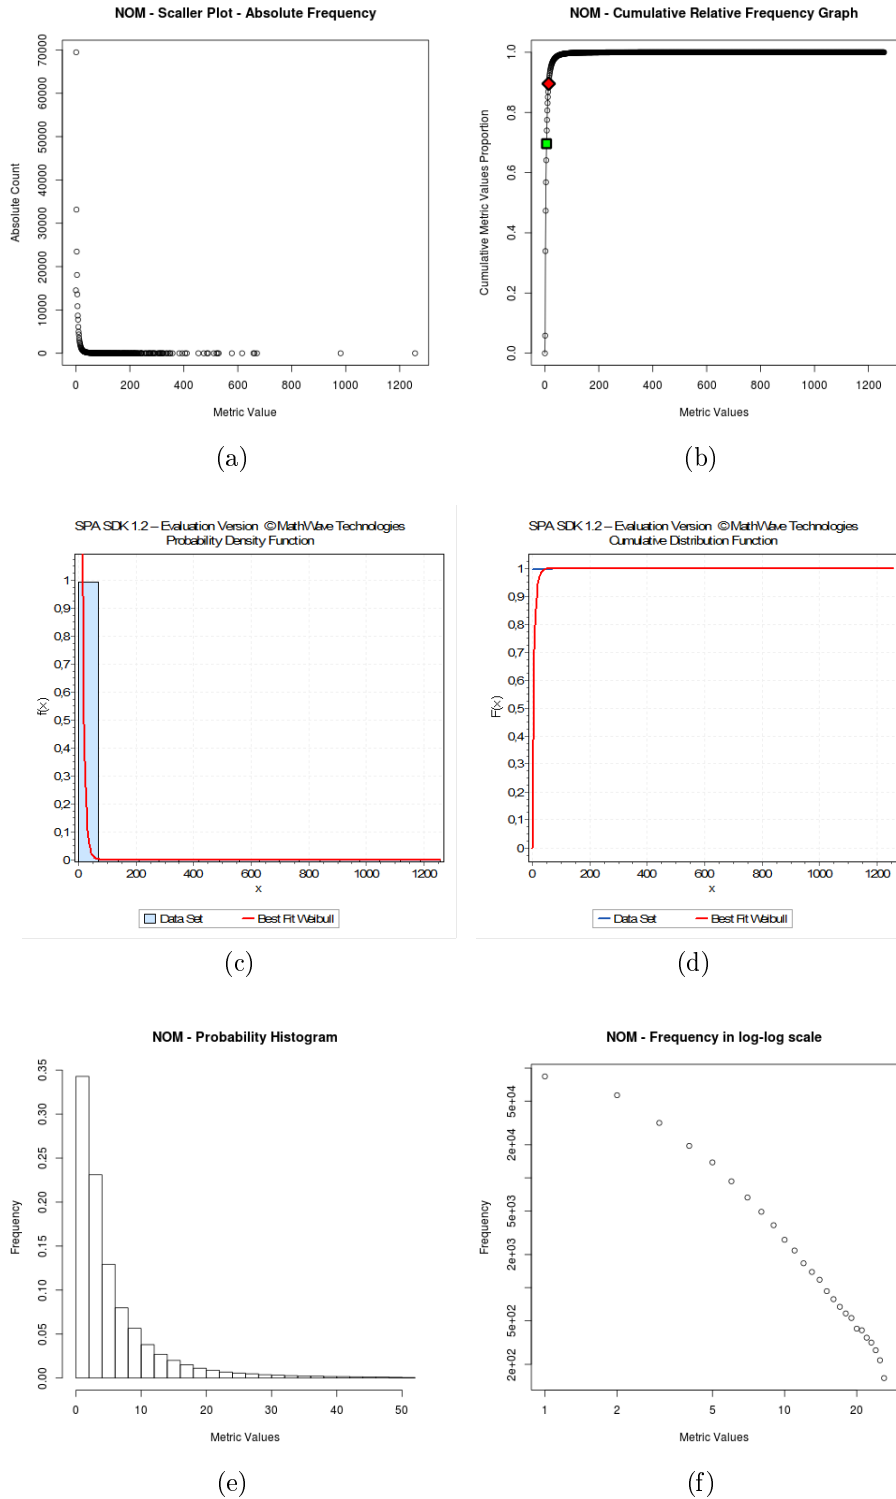 NOM - Scaller Plot - Absolute Frequency
Absolute Count
70000
60000
50000
40000
30000
20000
10000
0
0 200 400 600 800 1000 1200
Metric Value
(a)
NOM - Cumulative Relative Frequency Graph
Cumulative Metric Values Proportion
1.0
0.8
0.6
0.4
0.2
0.0
0 200 400 600 800 1000 1200
Metric Values
(b)
SPA SDK 1.2 – Evaluation Version © MathWave Technologies
Probability Density Function
f(x)
1
0,9
0,8
0,7
0,6
0,5
0,4
0,3
0,2
0,1
0
0 200 400 600 800 1000 1200
x
Data Set Best Fit Weibull
(c)
SPA SDK 1.2 – Evaluation Version © MathWave Technologies
Cumulative Distribution Function
F(x)
1
0,9
0,8
0,7
0,6
0,5
0,4
0,3
0,2
0,1
0
0 200 400 600 800 1000 1200
x
Data Set Best Fit Weibull
(d)
NOM - Probability Histogram
Frequency
0.35
0.30
0.25
0.20
0.15
0.10
0.05
0.00
0 10 20 30 40 50
Metric Values
(e)
NOM - Frequency in log-log scale
Frequency
5e+04
2e+04
5e+03
2e+03
5e+02
2e+02
1 2 5 10 20
Metric Values
(f)